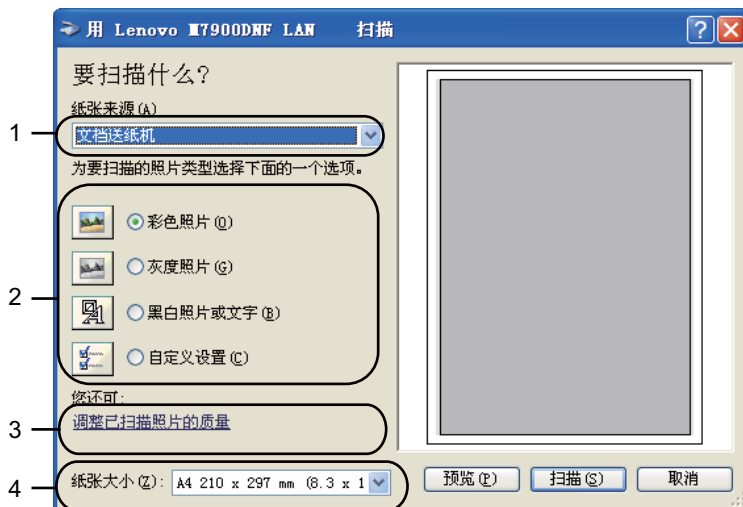 用 Lenovo M7900DNF LAN 扫描
要扫描什么?
纸张来源(A)
1
文档送纸机
为要扫描的照片类型选择下面的一个选项。
彩色照片(O)
灰度照片(G)
2
黑白照片或文字(B)
自定义设置(C)
您还可:
3
调整已扫描照片的质量
4
纸张大小(Z): A4 210 x 297 mm (8.3 x 1
预览(P) 扫描(S) 取消